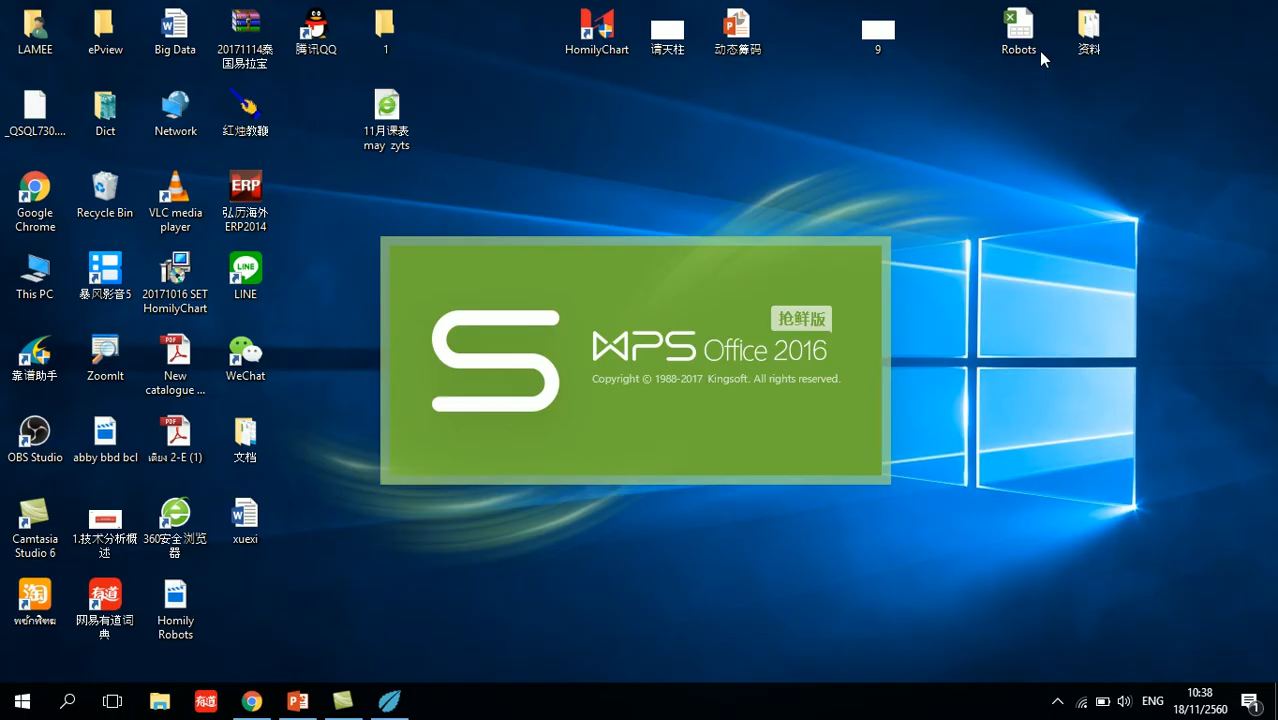 LAMEE
ePview
Big Data
20171114泰
国易拉宝
腾讯QQ
1
HomilyChart
请天柱
动态筹码
9
Robots
资料
_QSQL730....
Dict
Network
红烛教鞭
11月课表
may zyts
Google
Chrome
Recycle Bin
VLC media
player
ERP
弘历海外
ERP2014
This PC
暴风影音5
20171016 SET
HomilyChart
LINE
LINE
抢鲜版
WPS Office 2016
Copyright © 1988-2017 Kingsoft. All rights reserved.
靠谱助手
ZoomIt
PDF
New
catalogue ...
WeChat
OBS Studio
abby bbd bcl
PDF
เดียง 2-E (1)
文档
Camtasia
Studio 6
1.技术分析概
述
360安全浏览
器
xuexi
淘
有道
网易有道词
典
Homily
Robots
有道
ENG
10:38
18/11/2560
1